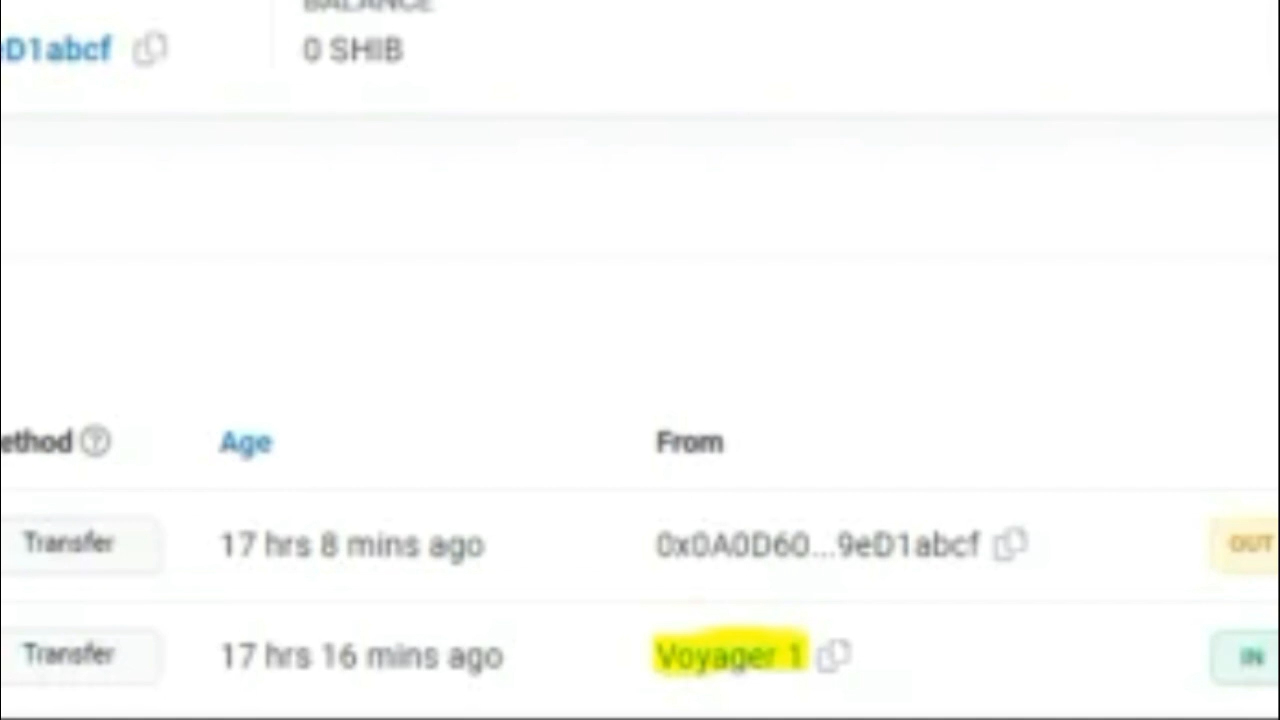 BALANCE
D1abcf
0 SHIB
ethod Age From
Transfer 17 hrs 8 mins ago 0x0A0D60...9eD1abcf OUT
Transfer 17 hrs 16 mins ago Voyager 1 IN